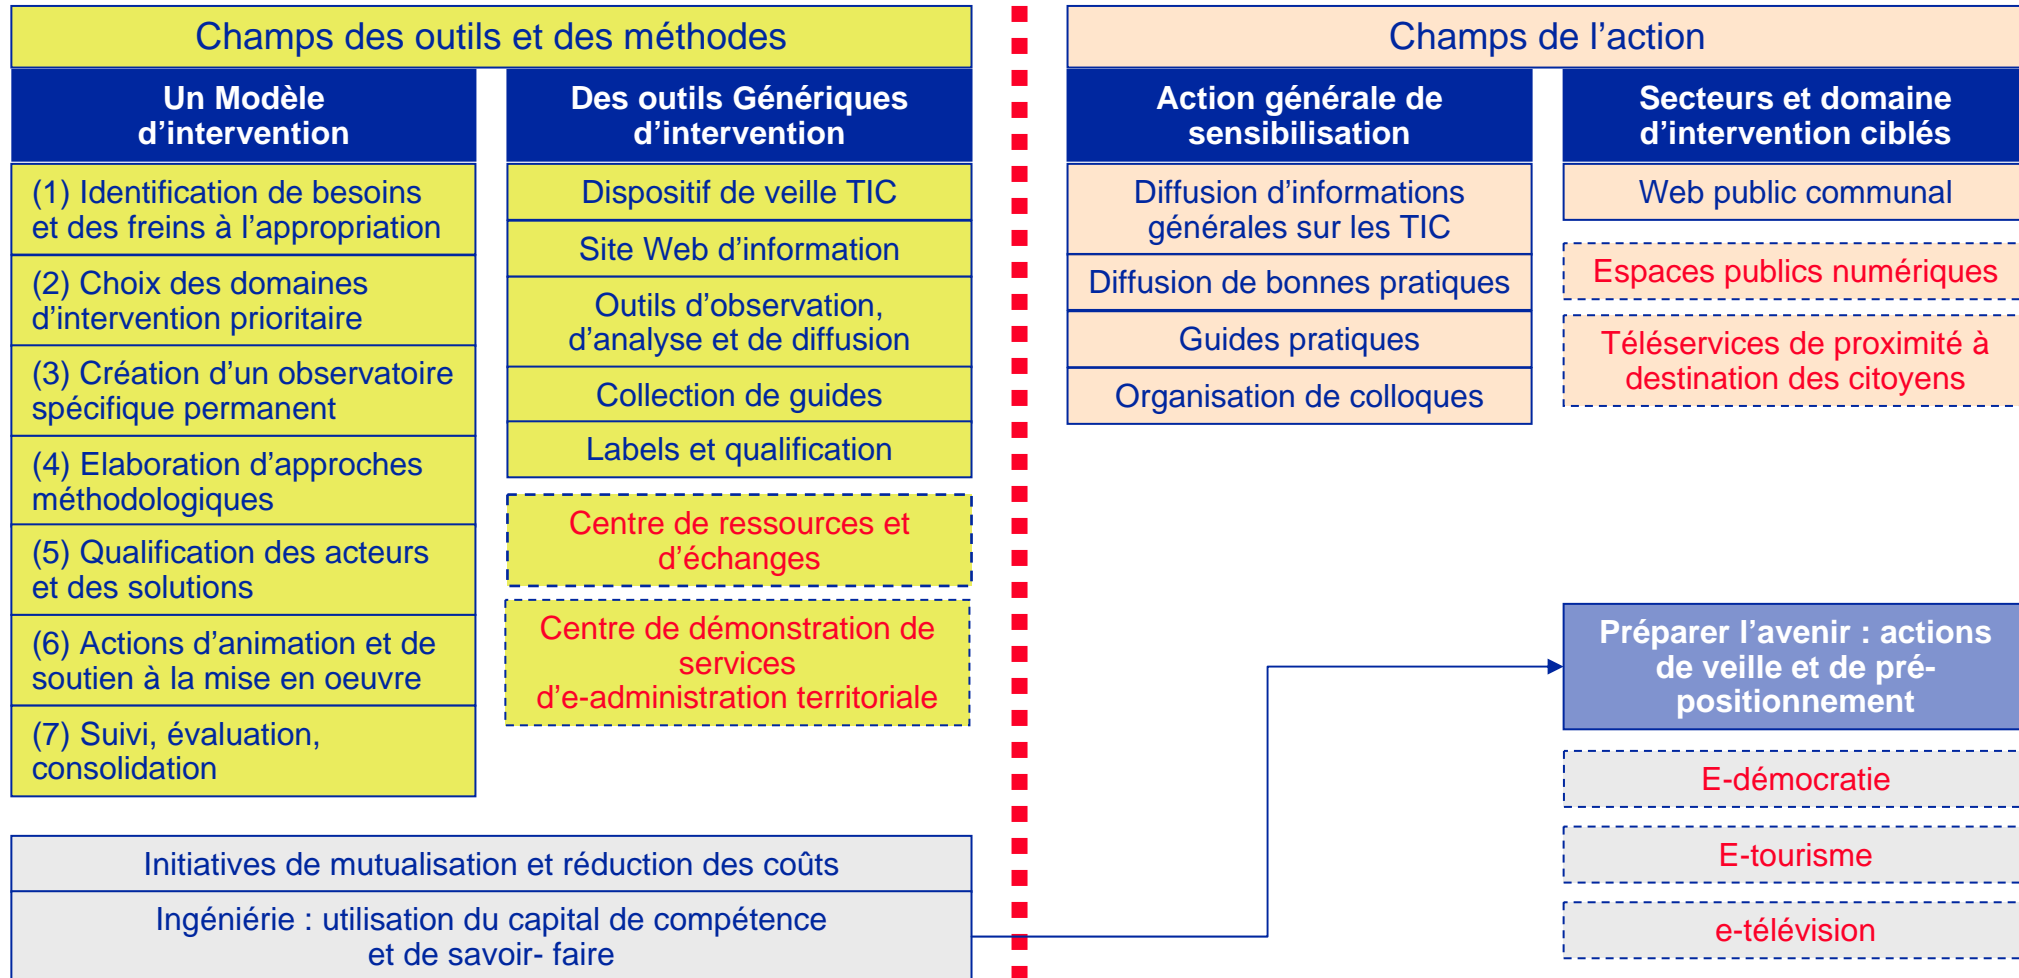 Champs des outils et des méthodes
Un Modèle
d’intervention
(1) Identification de besoins
et des freins à l’appropriation
(2) Choix des domaines
d’intervention prioritaire
(3) Création d’un observatoire
spécifique permanent
(4) Elaboration d’approches
méthodologiques
(5) Qualification des acteurs
et des solutions
(6) Actions d’animation et de
soutien à la mise en oeuvre
(7) Suivi, évaluation,
consolidation
Des outils Génériques
d’intervention
Dispositif de veille TIC
Site Web d’information
Outils d’observation,
d’analyse et de diffusion
Collection de guides
Labels et qualification
Centre de ressources et
d’échanges
Centre de démonstration de
services
d’e-administration territoriale
Initiatives de mutualisation et réduction des coûts
Ingéniérie : utilisation du capital de compétence
et de savoir- faire
Champs de l’action
Action générale de
sensibilisation
Diffusion d’informations
générales sur les TIC
Diffusion de bonnes pratiques
Guides pratiques
Organisation de colloques
Secteurs et domaine
d’intervention ciblés
Web public communal
Espaces publics numériques
Téléservices de proximité à
destination des citoyens
Préparer l’avenir : actions
de veille et de pré-
positionnement
E-démocratie
E-tourisme
e-télévision